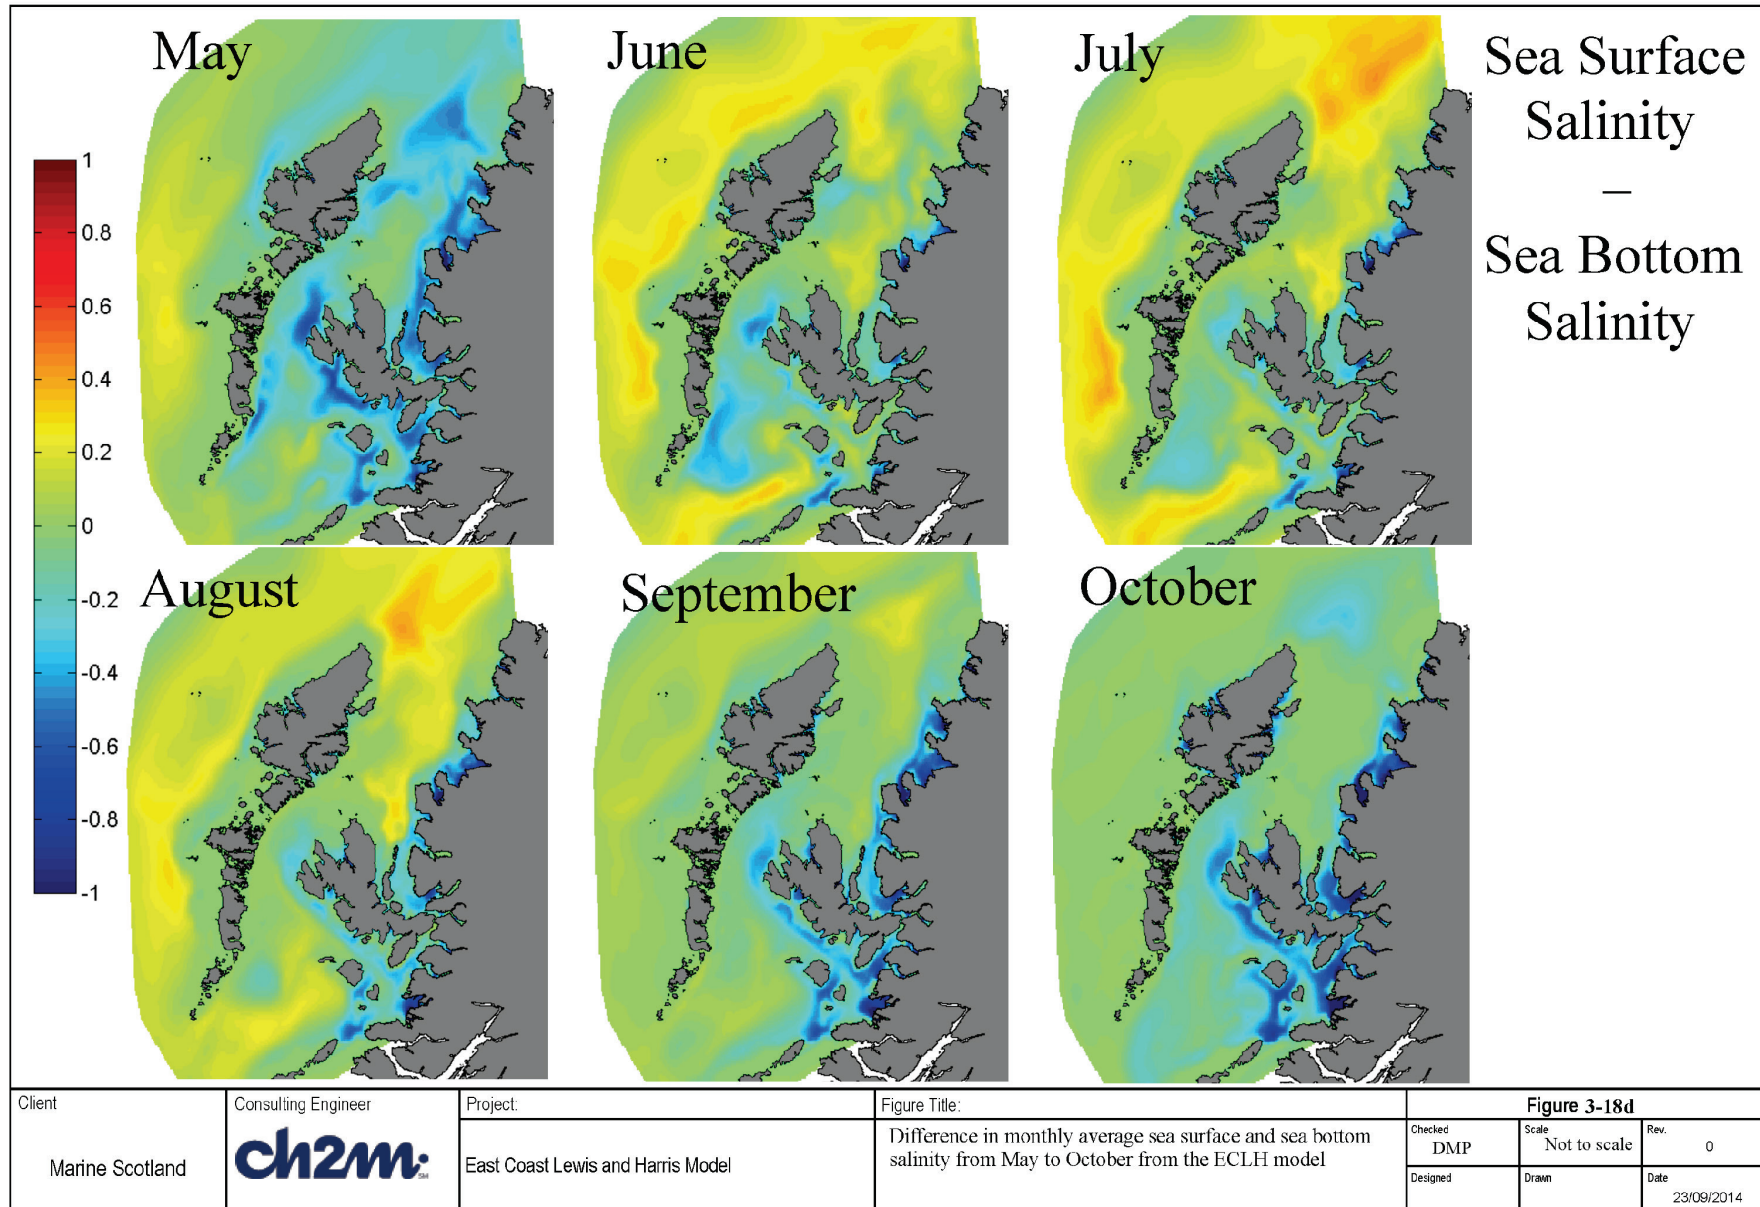 May
June
July
Sea Surface
Salinity
–
Sea Bottom
Salinity
1
0.8
0.6
0.4
0.2
0
-0.2
-0.4
-0.6
-0.8
-1
August
September
October
Client
Marine Scotland
Consulting Engineer
ch2m:
SM
Project:
East Coast Lewis and Harris Model
Figure Title:
Difference in monthly average sea surface and sea bottom
salinity from May to October from the ECLH model
Figure 3-18d
Checked
DMP
Scale
Not to scale
Rev.
0
Designed
Drawn
Date
23/09/2014